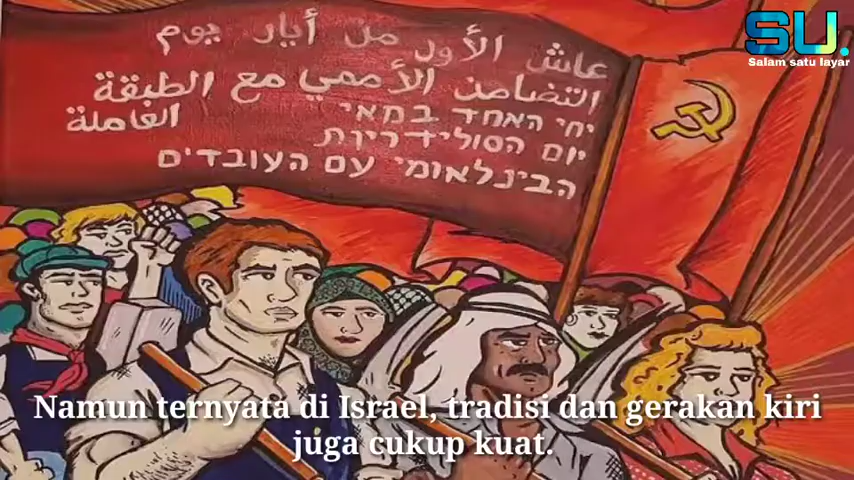 SU.
Salam satu layar
عاش الأول من أيار يوم
التضامن الأممي مع الطبقة
العاملة
יחי האחד במאי
יום הסולידריות
הבינלאומי עם העובדים
Namun ternyata di Israel, tradisi dan gerakan kiri
juga cukup kuat.